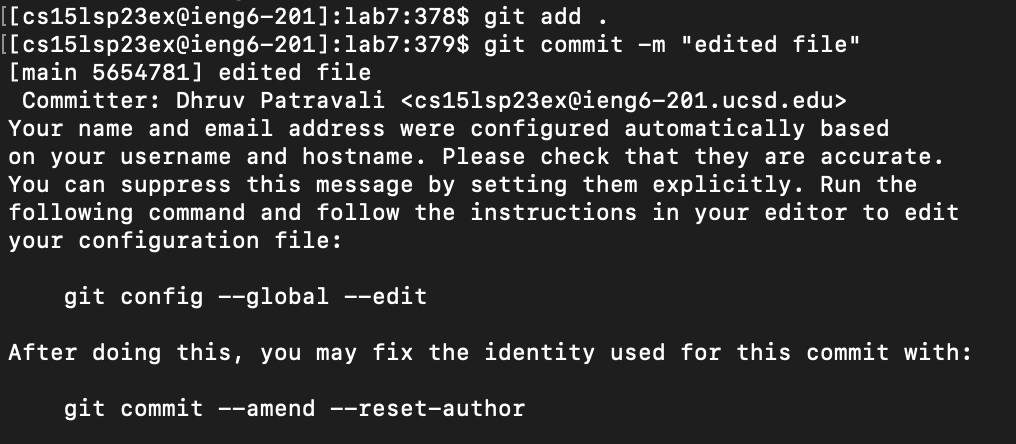 [[cs15lsp23ex@ieng6-201]:lab7:378$ git add .
[[cs15lsp23ex@ieng6-201]:lab7:379$ git commit -m "edited file"
[main 5654781] edited file
 Committer: Dhruv Patravali <cs15lsp23ex@ieng6-201.ucsd.edu>
Your name and email address were configured automatically based
on your username and hostname. Please check that they are accurate.
You can suppress this message by setting them explicitly. Run the
following command and follow the instructions in your editor to edit
your configuration file:

    git config --global --edit

After doing this, you may fix the identity used for this commit with:

    git commit --amend --reset-author